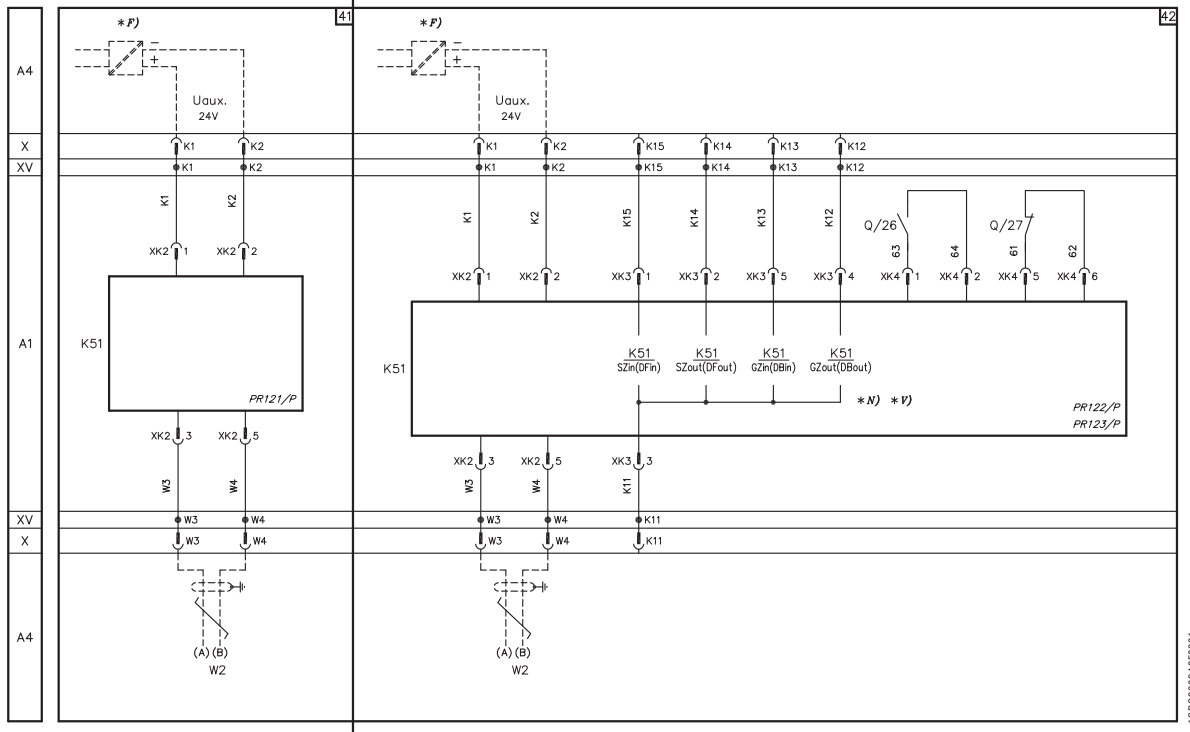 41
42
*F)
*F)
A4
−
+
−
+
Uaux.
24V
Uaux.
24V
X
K1
K2
K1
K2
K15
K14
K13
K12
XV
K1
K2
K1
K2
K15
K14
K13
K12
K1
K2
K1
K2
K15
K14
K13
K12
Q/26
63
64
Q/27
61
62
XK2 1
XK2 2
XK2 1
XK2 2
XK3 1
XK3 2
XK3 5
XK3 4
XK4 1
XK4 2
XK4 5
XK4 6
A1
K51
PR121/P
K51
K51
SZin(DFin)
K51
SZout(DFout)
K51
GZin(DBin)
K51
GZout(DBout)
*N) *V)
PR122/P
PR123/P
XK2 3
XK2 5
XK2 3
XK2 5
XK3 3
W3
W4
W3
W4
K11
XV
W3
W4
W3
W4
K11
X
W3
W4
W3
W4
K11
A4
(A) (B)
W2
(A) (B)
W2